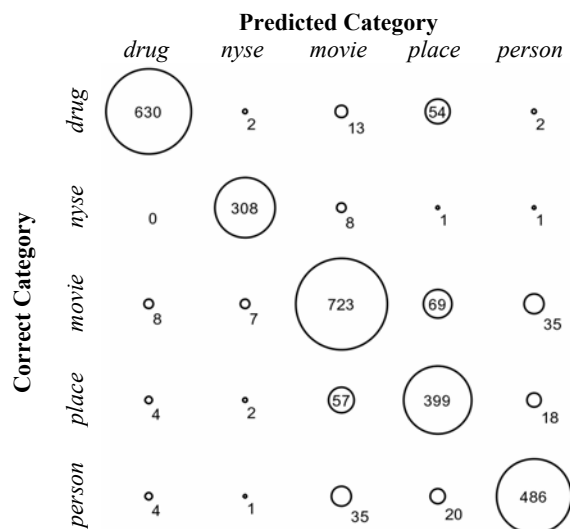 Predicted Category
drug nyse movie place person
Correct Category
drug 630 2 13 54 2
nyse 0 308 8 1 1
movie 8 7 723 69 35
place 4 2 57 399 18
person 4 1 35 20 486